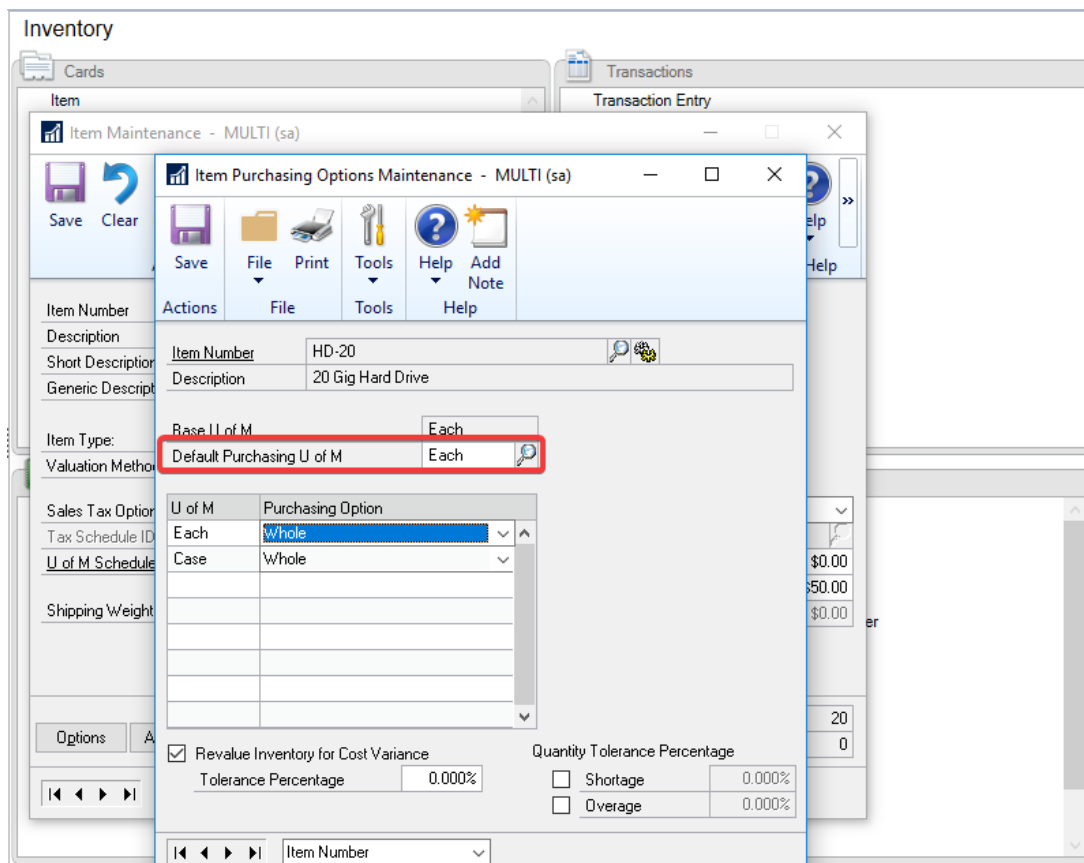 Inventory
Cards
Transactions
Item
Transaction Entry
Item Maintenance - MULTI (sa)
Save Clear
Help
Item Purchasing Options Maintenance - MULTI (sa)
Save File Print Tools Help Add Note
Actions File Tools Help
Item Number
Description
Short Description
Generic Descript
Item Type:
Valuation Method
Sales Tax Option
Tax Schedule ID
U of M Schedule
Shipping Weight
Item Number HD-20
Description 20 Gig Hard Drive
Base U of M Each
Default Purchasing U of M Each
U of M Purchasing Option
Each Whole
Case Whole
$0.00
$50.00
$0.00
er
20
0
Options A
Revalue Inventory for Cost Variance
Tolerance Percentage 0.000%
Quantity Tolerance Percentage
Shortage 0.000%
Overage 0.000%
Item Number